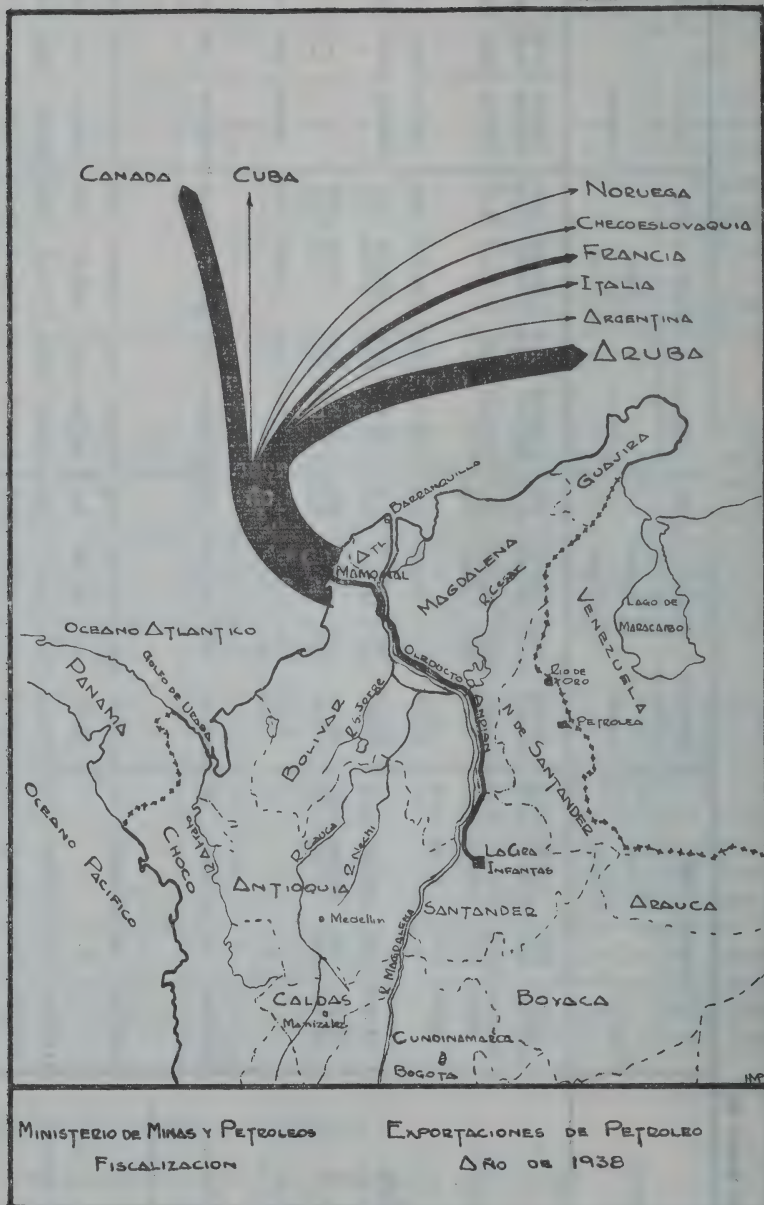 CANADA
CUBA
NORUEGA
CHECOESLOVAQUIA
FRANCIA
ITALIA
ARGENTINA
ARUBA
GUAJIRA
BARRANQUILLA
ATL
MAMONAL
MAGDALENA
R. CESAR
VENEZUELA
LAGO DE
MARACAIBO
OCEANO ATLANTICO
GOLFO DE URABA
PANAMA
OLEDUCTO ANDIAN
RIO DE
ORO
PETROLEA
BOLIVAR
R. S. JORGE
N DE SANTANDER
OCEANO PACIFICO
CHOCO
R. Atrato
R. CAUCA
R. Nechi
LA CIRA
INFANTAS
ANTIOQUIA
Medellin
SANTANDER
ARAUCA
R MAGDALENA
CALDAS
Manizales
BOYACA
CUNDINAMARCA
BOGOTA
MINISTERIO DE MINAS Y PETROLEOS
FISCALIZACION
EXPORTACIONES DE PETROLEO
AÑO DE 1938